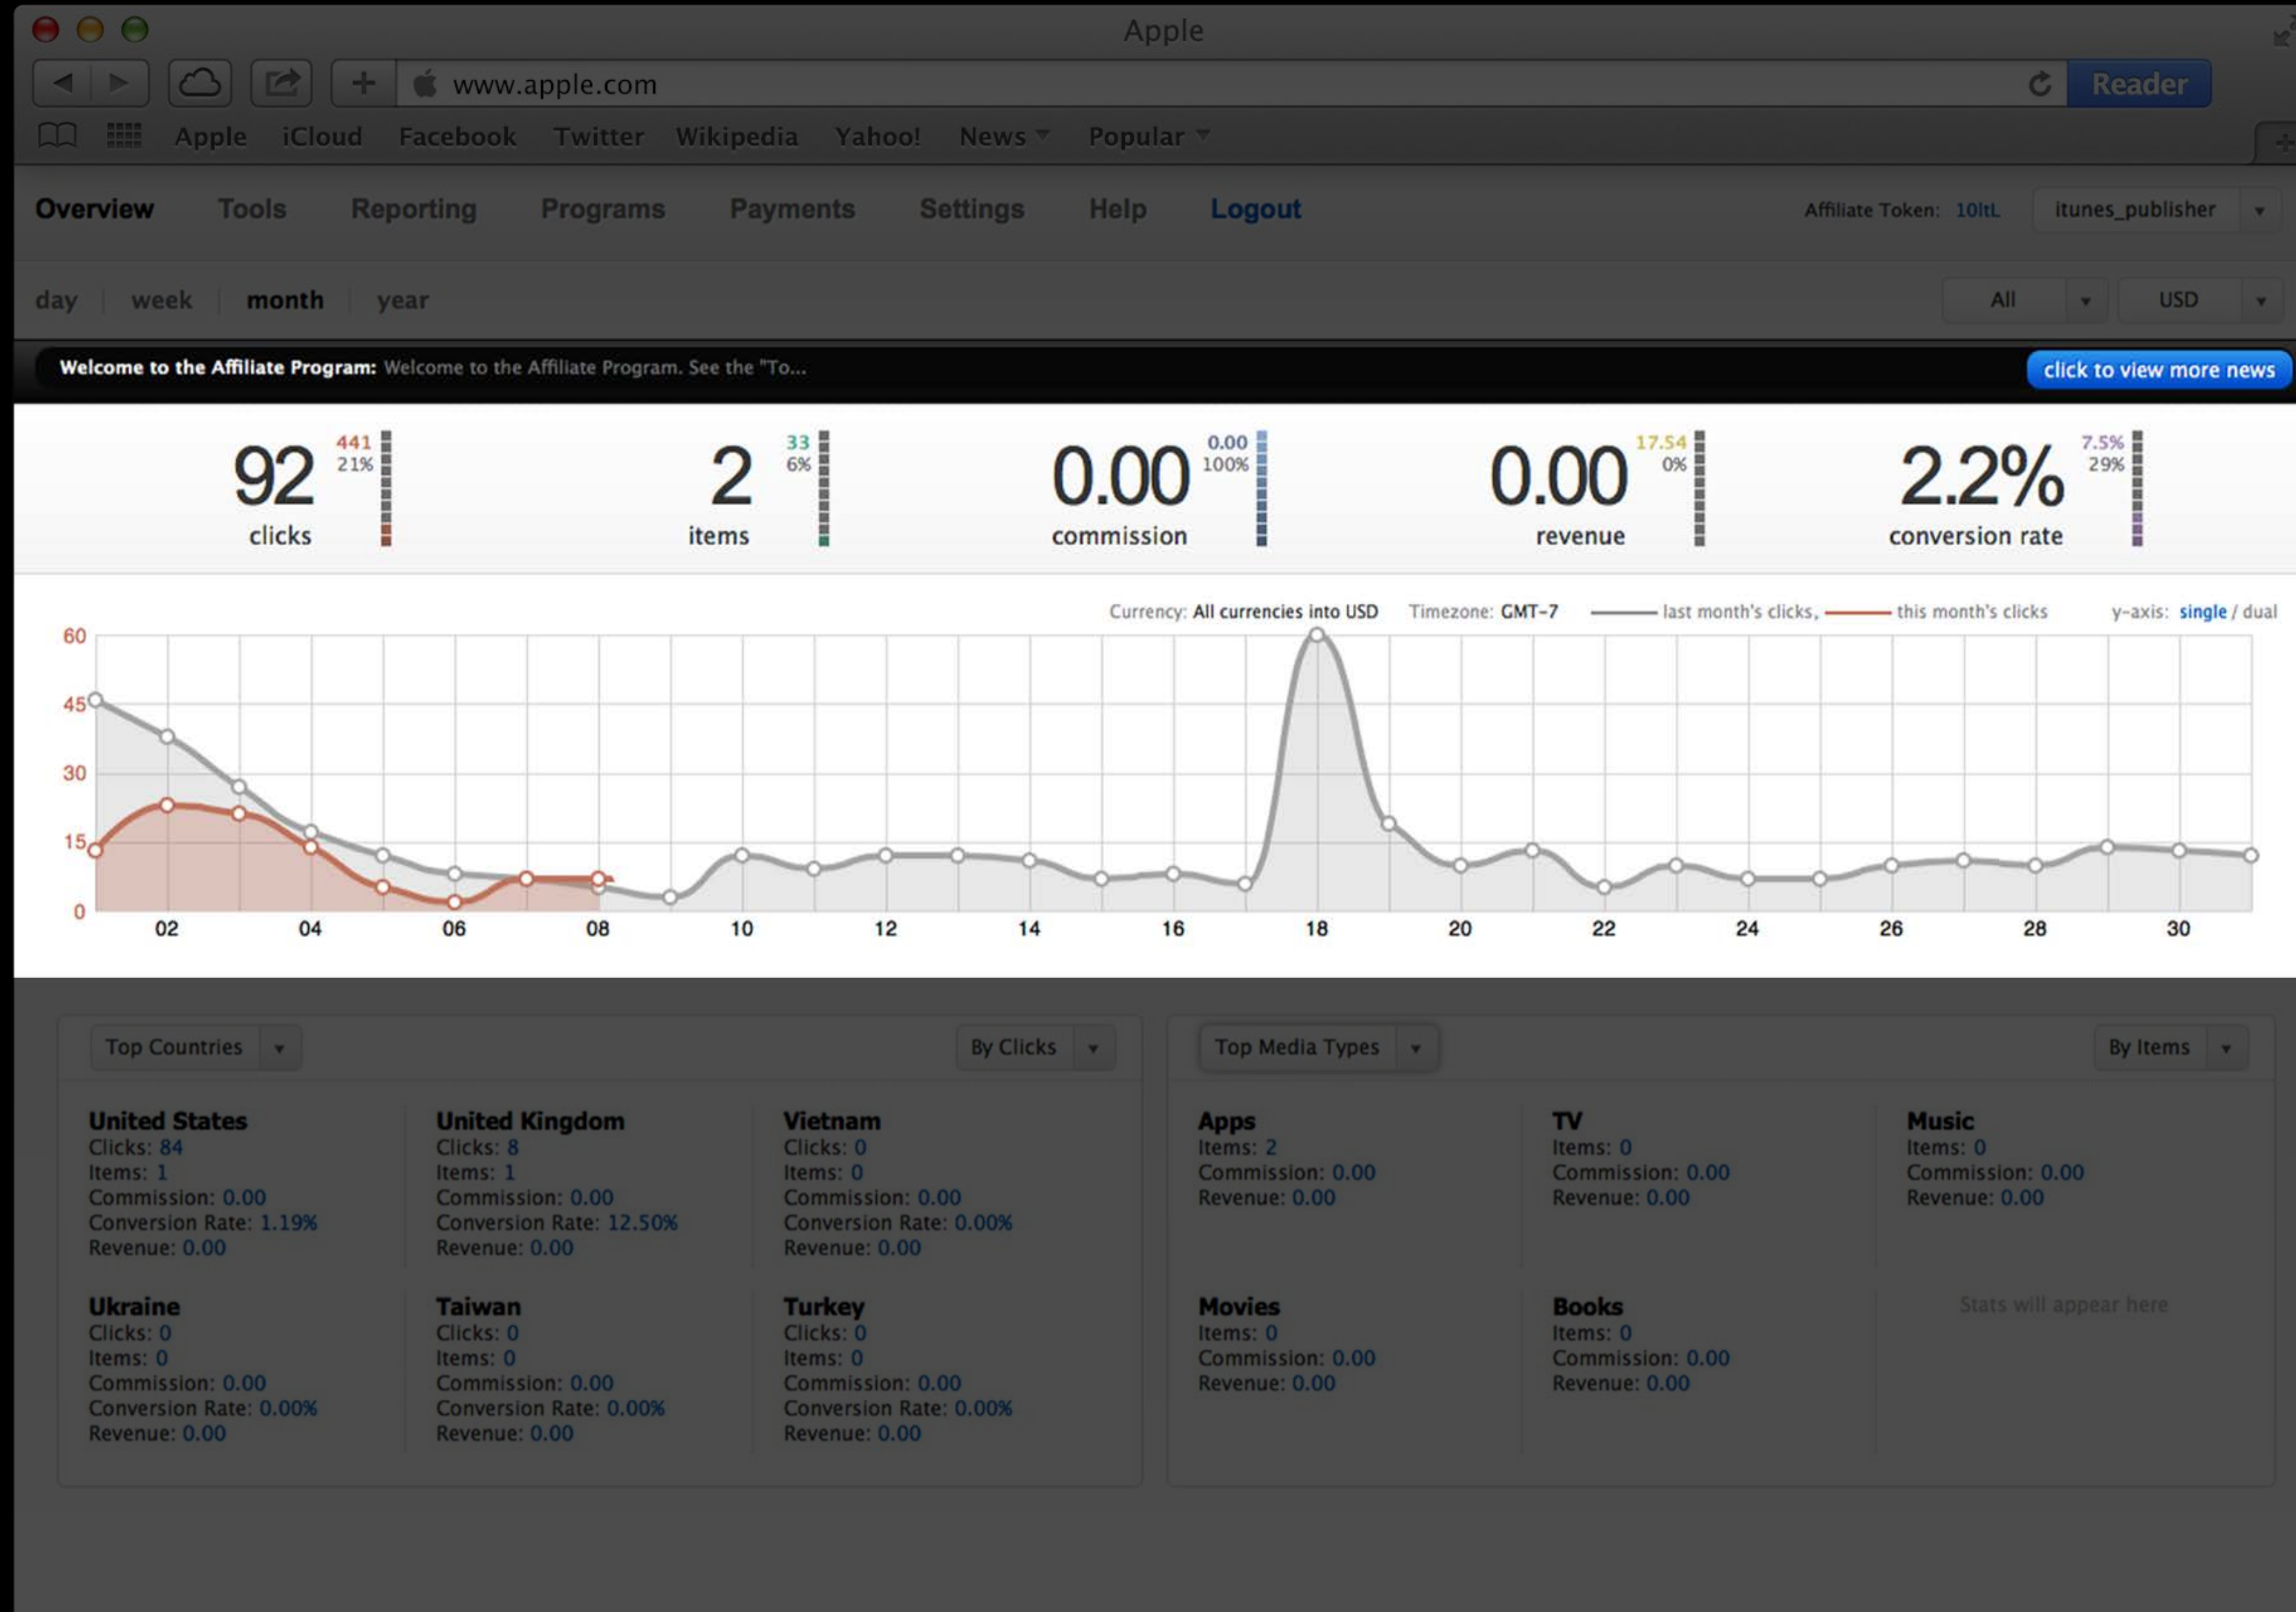 Apple
www.apple.com
Reader
Apple iCloud Facebook Twitter Wikipedia Yahoo! News Popular
Overview Tools Reporting Programs Payments Settings Help Logout Affiliate Token: 10ltL itunes_publisher
day week month year All USD
Welcome to the Affiliate Program: Welcome to the Affiliate Program. See the "To... click to view more news
92 441 21% clicks
2 33 6% items
0.00 0.00 100% commission
0.00 17.54 0% revenue
2.2% 7.5% 29% conversion rate
Currency: All currencies into USD Timezone: GMT-7 last month's clicks, this month's clicks y-axis: single / dual
60
45
30
15
0
02 04 06 08 10 12 14 16 18 20 22 24 26 28 30
Top Countries By Clicks
United States
Clicks: 84
Items: 1
Commission: 0.00
Conversion Rate: 1.19%
Revenue: 0.00
United Kingdom
Clicks: 8
Items: 1
Commission: 0.00
Conversion Rate: 12.50%
Revenue: 0.00
Vietnam
Clicks: 0
Items: 0
Commission: 0.00
Conversion Rate: 0.00%
Revenue: 0.00
Ukraine
Clicks: 0
Items: 0
Commission: 0.00
Conversion Rate: 0.00%
Revenue: 0.00
Taiwan
Clicks: 0
Items: 0
Commission: 0.00
Conversion Rate: 0.00%
Revenue: 0.00
Turkey
Clicks: 0
Items: 0
Commission: 0.00
Conversion Rate: 0.00%
Revenue: 0.00
Top Media Types By Items
Apps
Items: 2
Commission: 0.00
Revenue: 0.00
TV
Items: 0
Commission: 0.00
Revenue: 0.00
Music
Items: 0
Commission: 0.00
Revenue: 0.00
Movies
Items: 0
Commission: 0.00
Revenue: 0.00
Books
Items: 0
Commission: 0.00
Revenue: 0.00
Stats will appear here